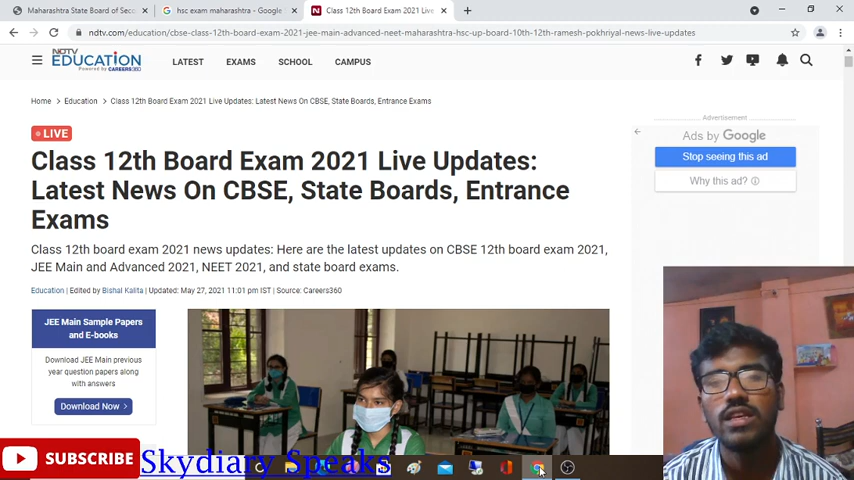 Maharashtra State Board of Seco
hsc exam maharashtra - Google
Class 12th Board Exam 2021 Live
ndtv.com/education/cbse-class-12th-board-exam-2021-jee-main-advanced-neet-maharashtra-hsc-up-board-10th-12th-ramesh-pokhriyal-news-live-updates
NDTV
EDUCATION
Powered by CAREERS360
LATEST EXAMS SCHOOL CAMPUS
Home > Education > Class 12th Board Exam 2021 Live Updates: Latest News On CBSE, State Boards, Entrance Exams
Advertisement
LIVE
Ads by Google
Stop seeing this ad
Why this ad?
Class 12th Board Exam 2021 Live Updates:
Latest News On CBSE, State Boards, Entrance
Exams
Class 12th board exam 2021 news updates: Here are the latest updates on CBSE 12th board exam 2021,
JEE Main and Advanced 2021, NEET 2021, and state board exams.
Education | Edited by Bishal Kalita | Updated: May 27, 2021 11:01 pm IST | Source: Careers360
JEE Main Sample Papers
and E-books
Download JEE Main previous
year question papers along
with answers
Download Now >
SUBSCRIBE
Skydiary Speaks